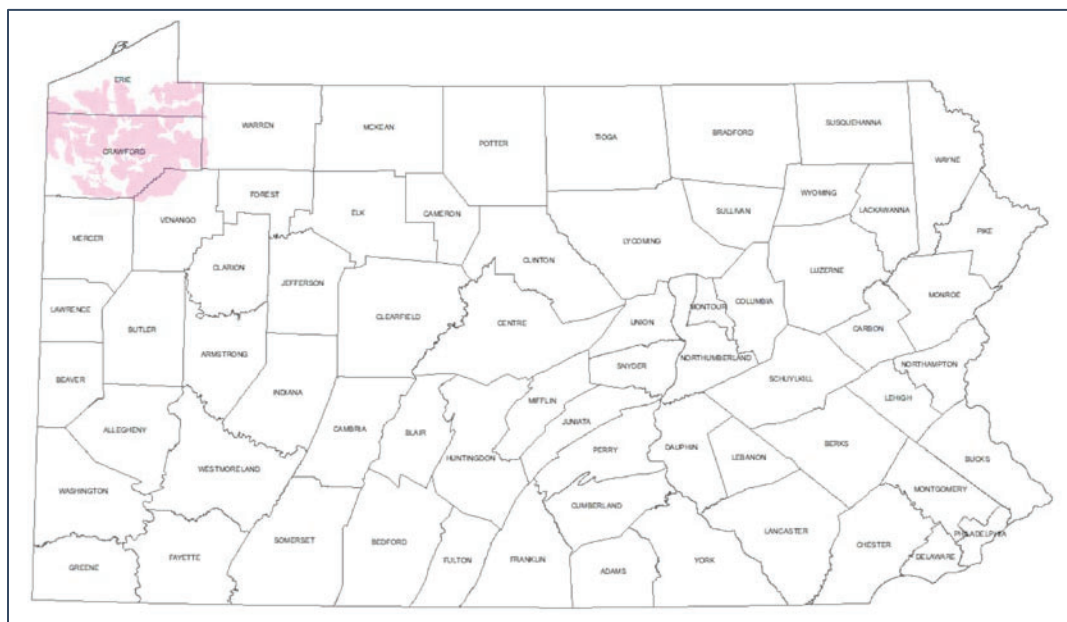 ERIE
CRAWFORD
WARREN
MCKEAN
POTTER
TIOGA
BRADFORD
SUSQUEHANNA
WAYNE
WYOMING
LACKAWANNA
PIKE
FOREST
VENANGO
MERCER
ELK
CAMERON
SULLIVAN
LYCOMING
CLINTON
LUZERNE
CLARION
JEFFERSON
MONROE
LAWRENCE
BUTLER
CLEARFIELD
CENTRE
UNION
MONTOUR
COLUMBIA
CARBON
ARMSTRONG
BEAVER
INDIANA
SNYDER
NORTHUMBERLAND
SCHUYLKILL
NORTHAMPTON
LEHIGH
MIFFLIN
JUNIATA
ALLEGHENY
CAMBRIA
BLAIR
PERRY
DAUPHIN
LEBANON
BERKS
BUCKS
HUNTINGDON
WESTMORELAND
WASHINGTON
CUMBERLAND
MONTGOMERY
LANCASTER
PHILADELPHIA
SOMERSET
BEDFORD
FULTON
FRANKLIN
ADAMS
YORK
CHESTER
DELAWARE
FAYETTE
GREENE